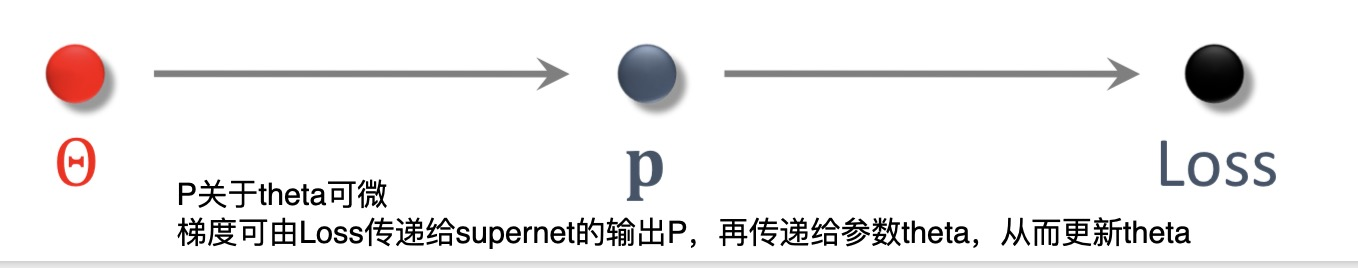 Θ
p
Loss
P关于theta可微
梯度可由Loss传递给supernet的输出P，再传递给参数theta，从而更新theta